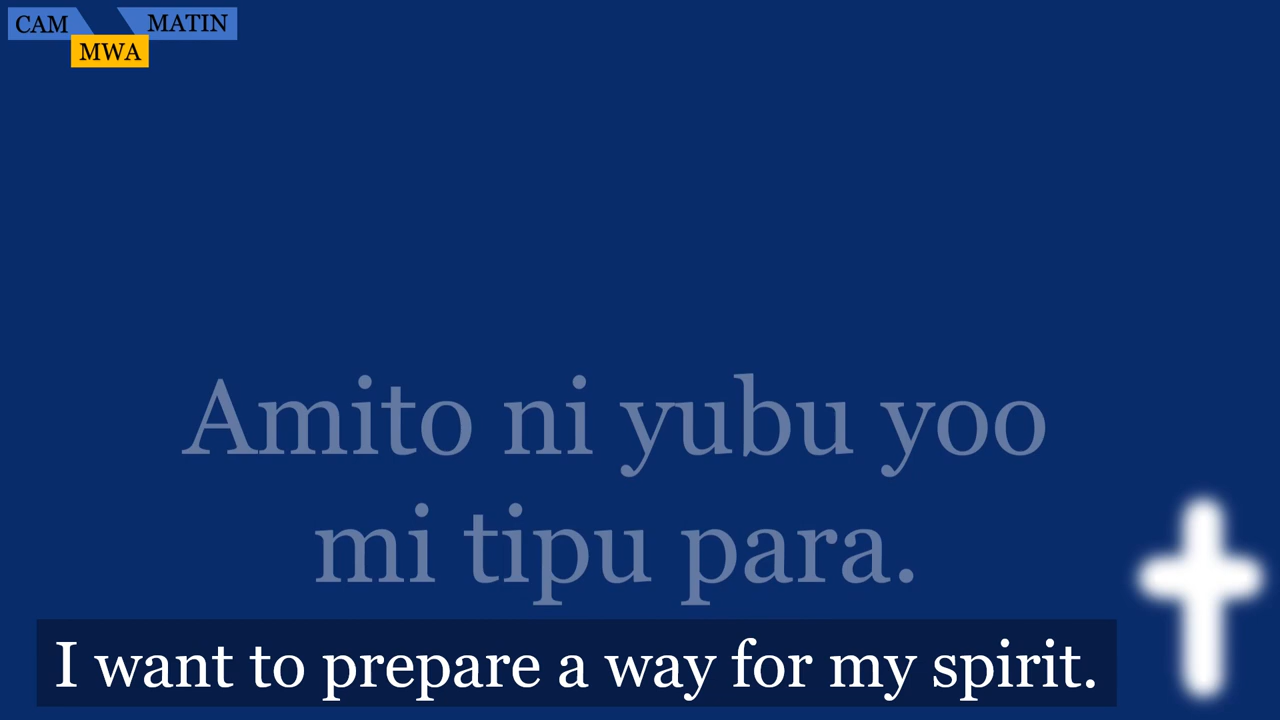 CAM MATIN
MWA
Amito ni yubu yoo
mi tipu para.
I want to prepare a way for my spirit.